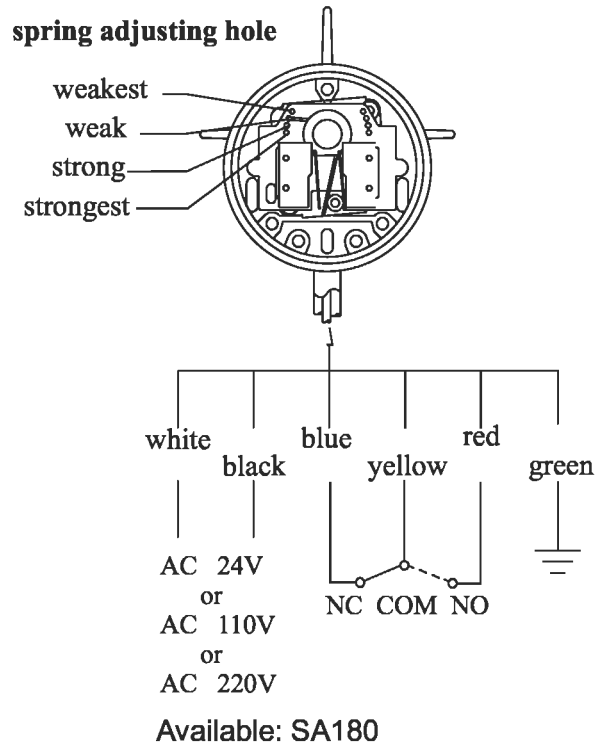 spring adjusting hole
weakest
weak
strong
strongest
white
black
blue
yellow
red
green
AC 24V
or
AC 110V
or
AC 220V
NC COM NO
Available: SA180